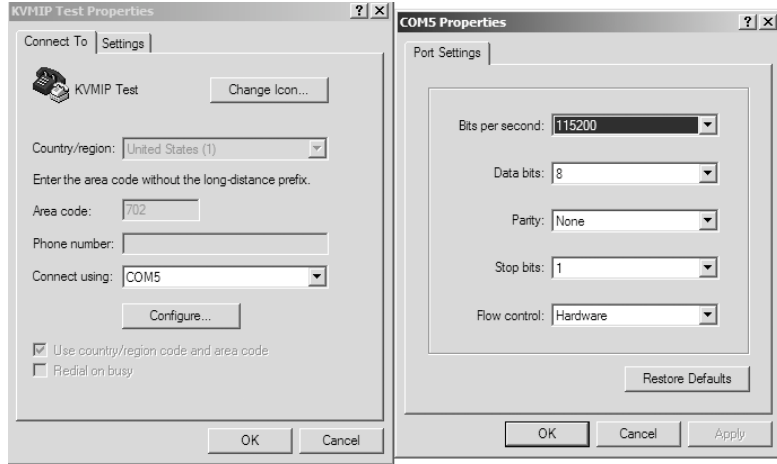 KVMIP Test Properties
Connect To
Settings
KVMIP Test
Change Icon...
Country/region: United States (1)
Enter the area code without the long-distance prefix.
Area code: 702
Phone number:
Connect using: COM5
Configure...
Use country/region code and area code
Redial on busy
OK
Cancel
COM5 Properties
Port Settings
Bits per second: 115200
Data bits: 8
Parity: None
Stop bits: 1
Flow control: Hardware
Restore Defaults
OK
Cancel
Apply